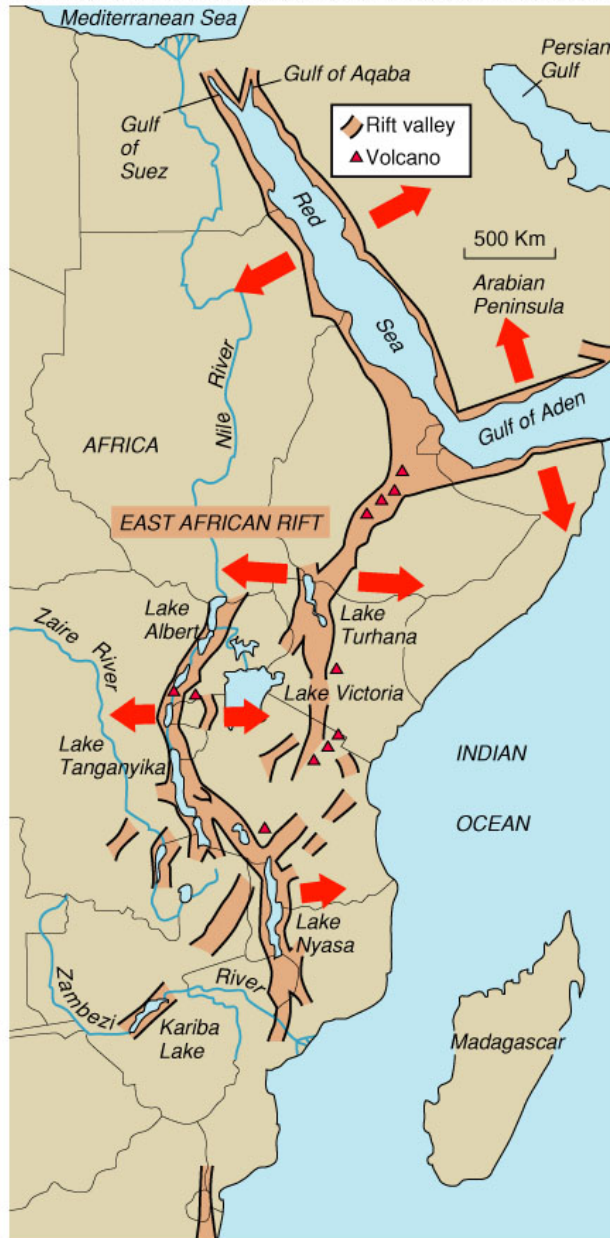 Mediterranean Sea
Persian
Gulf
Gulf of Aqaba
Gulf
of
Suez
Rift valley
Volcano
Red
Sea
500 Km
Arabian
Peninsula
Nile River
AFRICA
Gulf of Aden
EAST AFRICAN RIFT
Lake
Albert
Lake
Turhana
Zaire River
Lake Victoria
Lake
Tanganyika
INDIAN
OCEAN
Lake
Nyasa
Zambezi River
Kariba
Lake
Madagascar